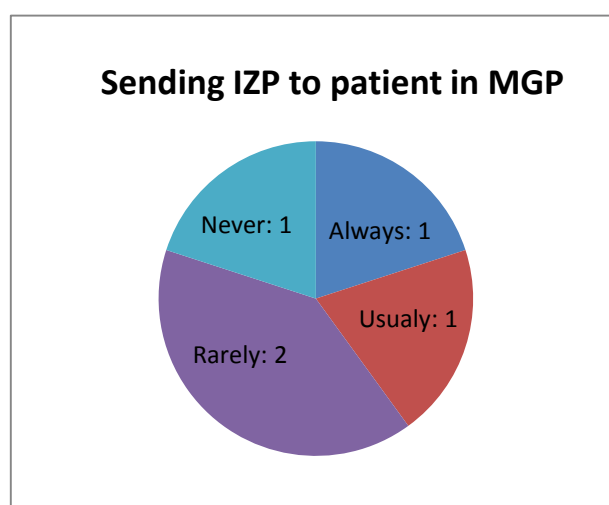 Sending IZP to patient in MGP
Never: 1
Always: 1
Usualy: 1
Rarely: 2